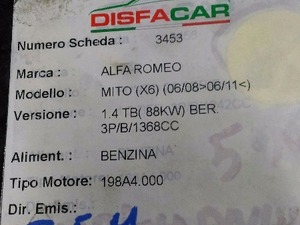 DISFACAR
Numero Scheda : 3453
Marca : ALFA ROMEO
Modello : MITO (X6) (06/08>06/11<)
Versione : 1.4 TB( 88KW) BER.
3P/B/1368CC
Aliment. : BENZINA
Tipo Motore: 198A4.000
Dir. Emis.: